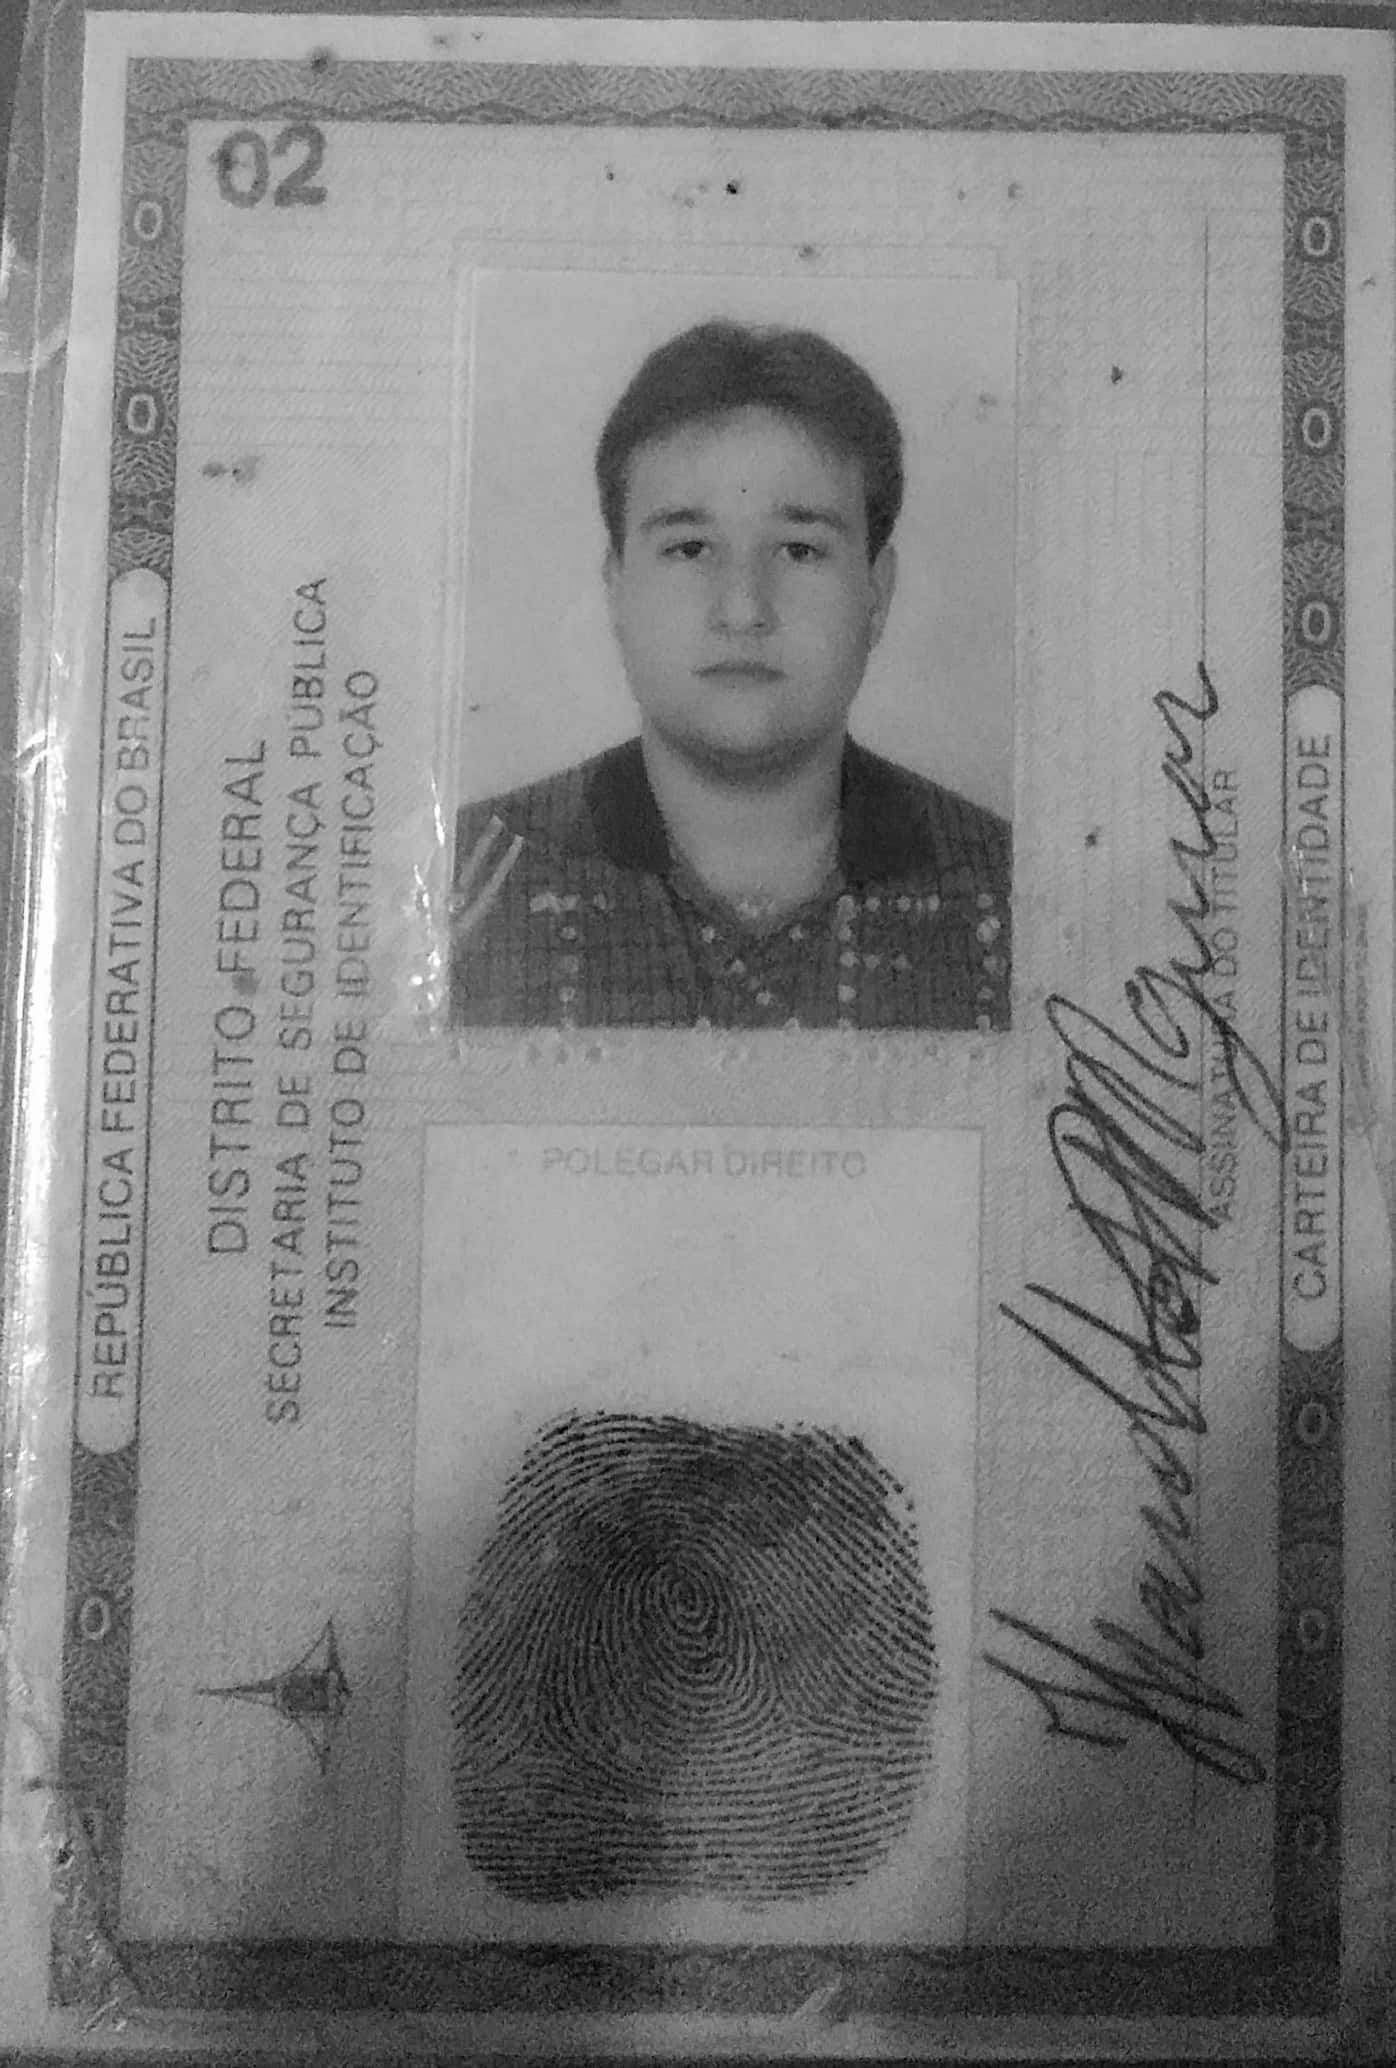 02
REPÚBLICA FEDERATIVA DO BRASIL
DISTRITO FEDERAL
SECRETARIA DE SEGURANÇA PÚBLICA
INSTITUTO DE IDENTIFICAÇÃO
POLEGAR DIREITO
ASSINATURA DO TITULAR
CARTEIRA DE IDENTIDADE